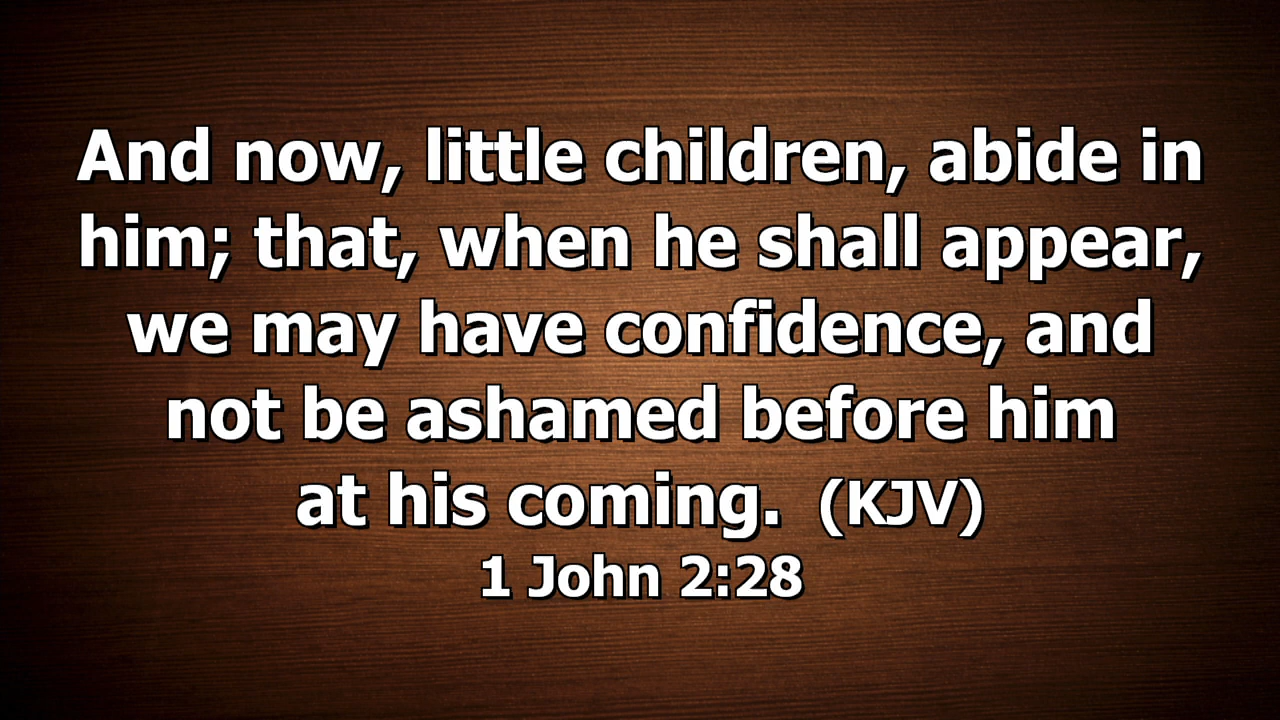 And now, little children, abide in
him; that, when he shall appear,
we may have confidence, and
not be ashamed before him
at his coming.  (KJV)
1 John 2:28